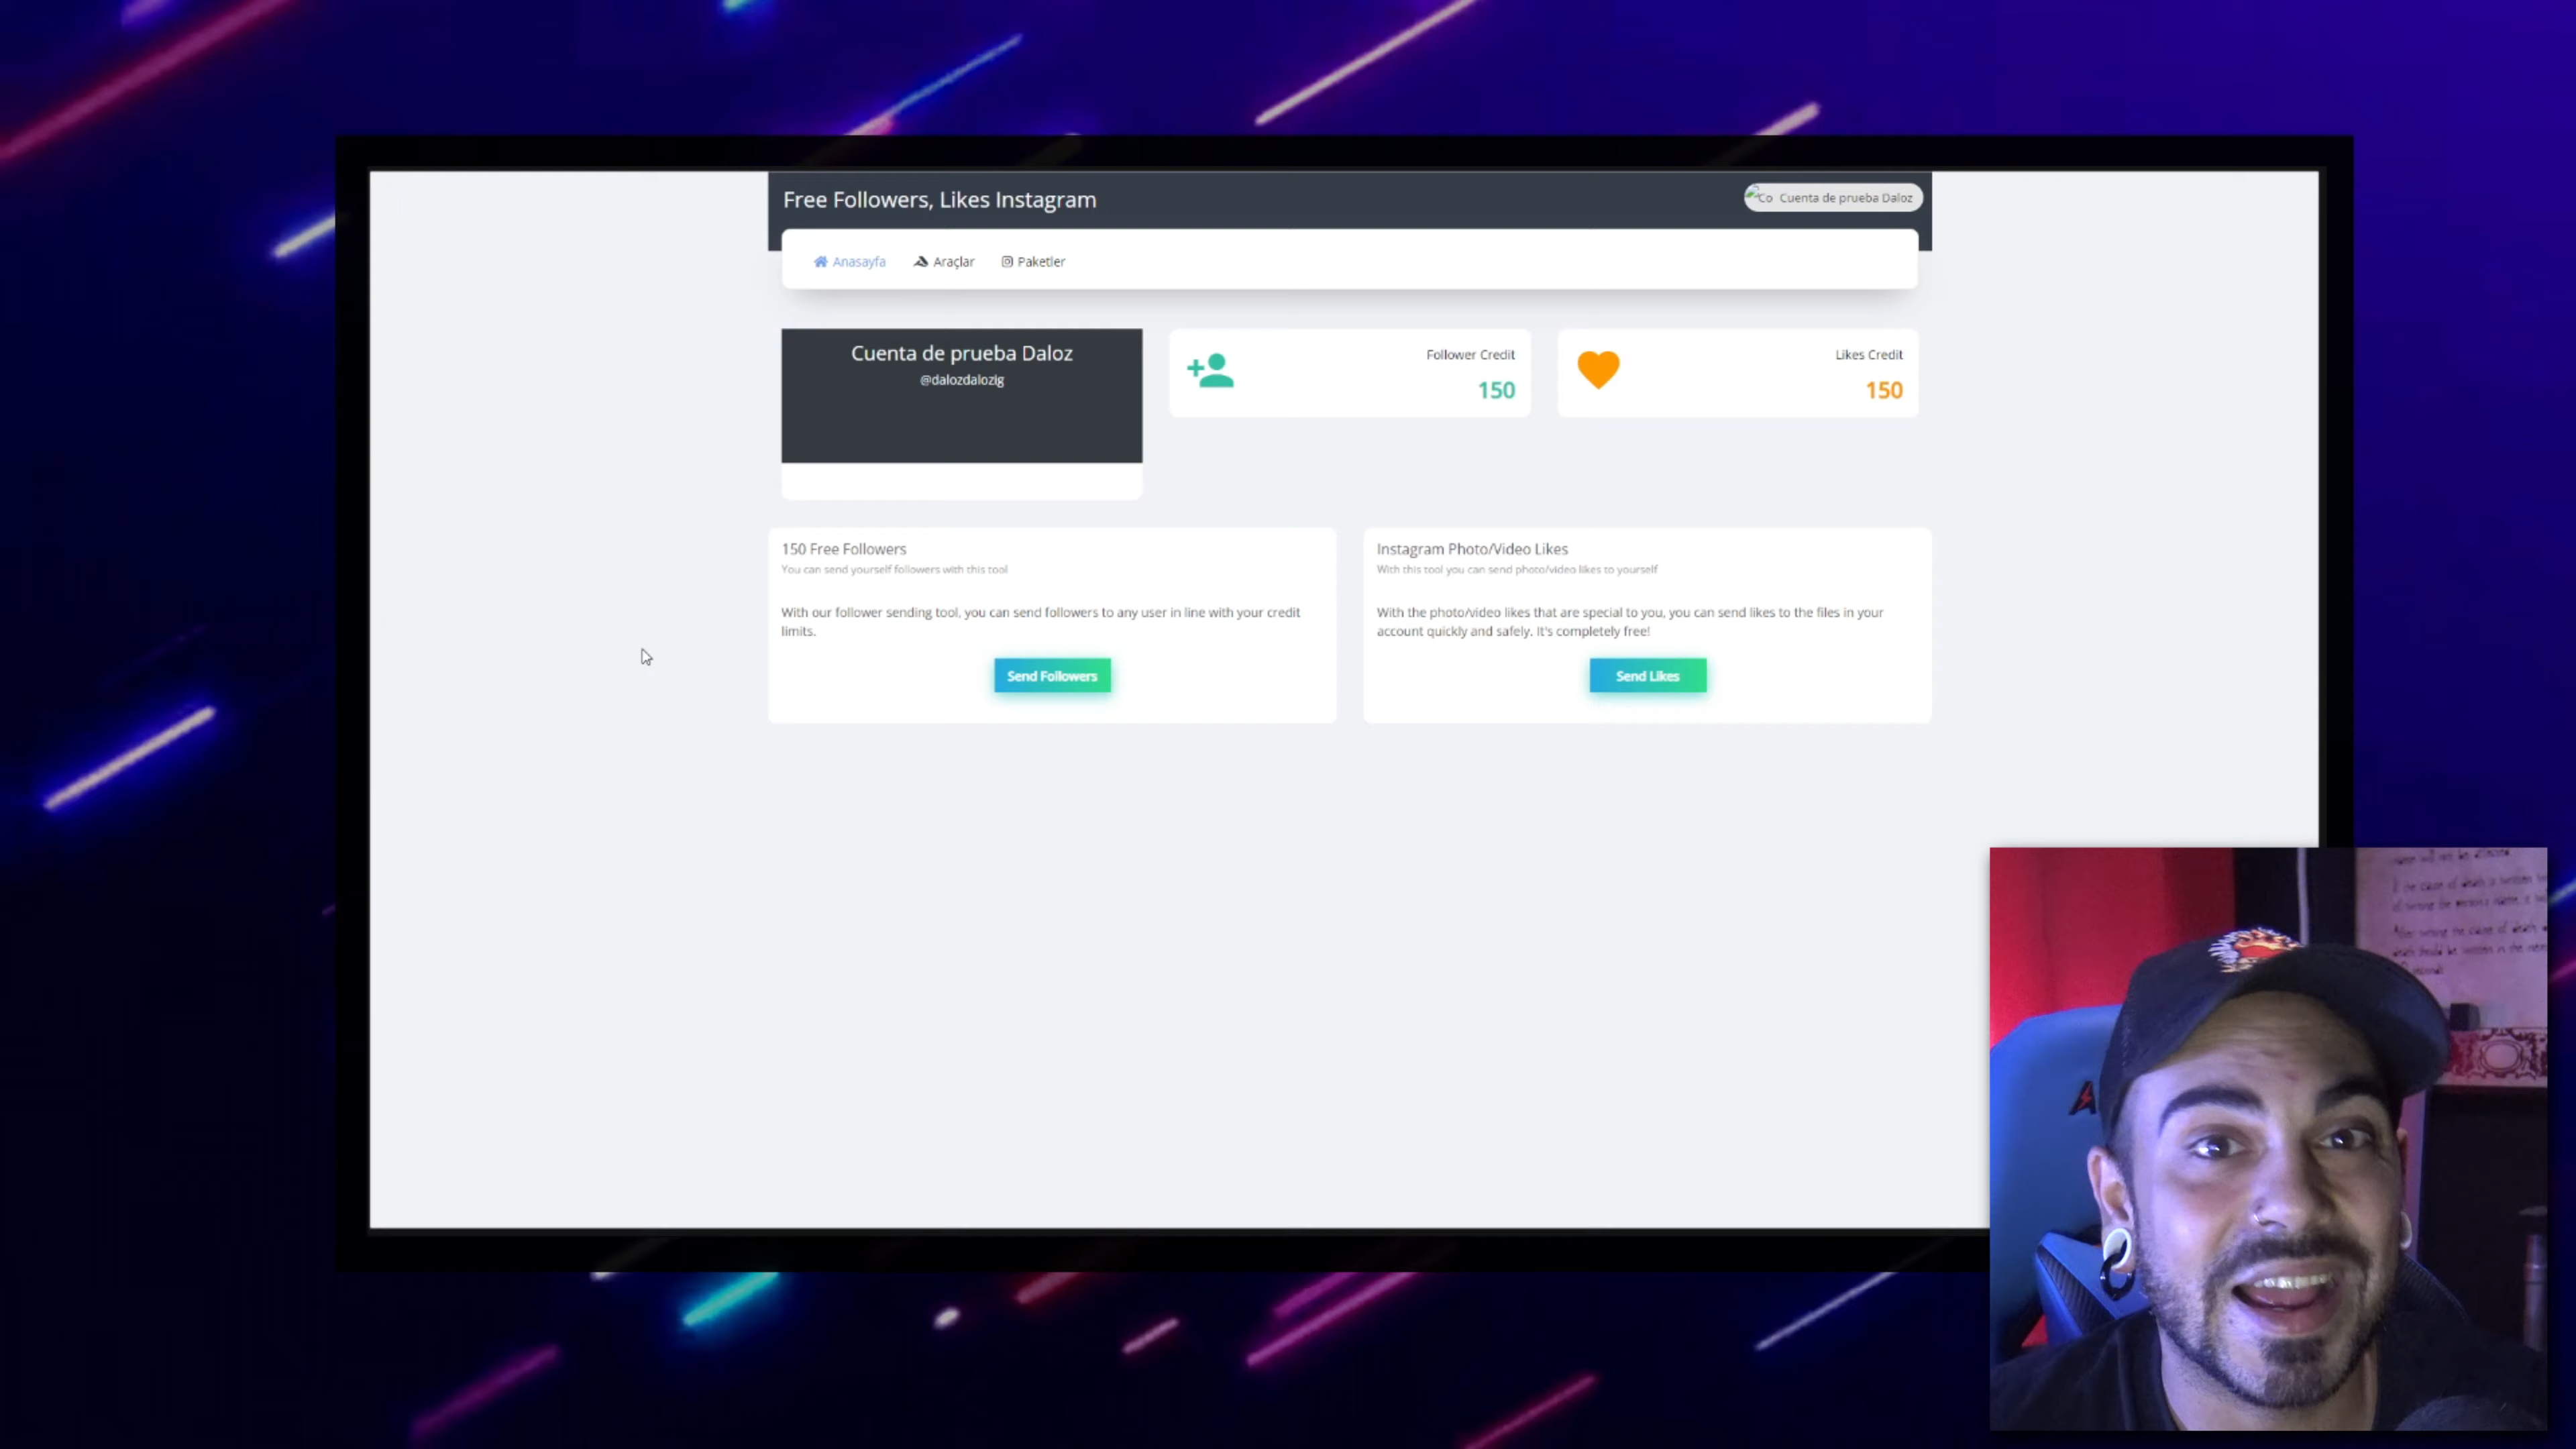 Free Followers, Likes Instagram
Co Cuenta de prueba Daloz
Anasayfa Araçlar Paketler
Cuenta de prueba Daloz
@dalozdalozig
Follower Credit
150
Likes Credit
150
150 Free Followers
You can send yourself followers with this tool
With our follower sending tool, you can send followers to any user in line with your credit
limits.
Send Followers
Instagram Photo/Video Likes
With this tool you can send photo/video likes to yourself
With the photo/video likes that are special to you, you can send likes to the files in your
account quickly and safely. It's completely free!
Send Likes